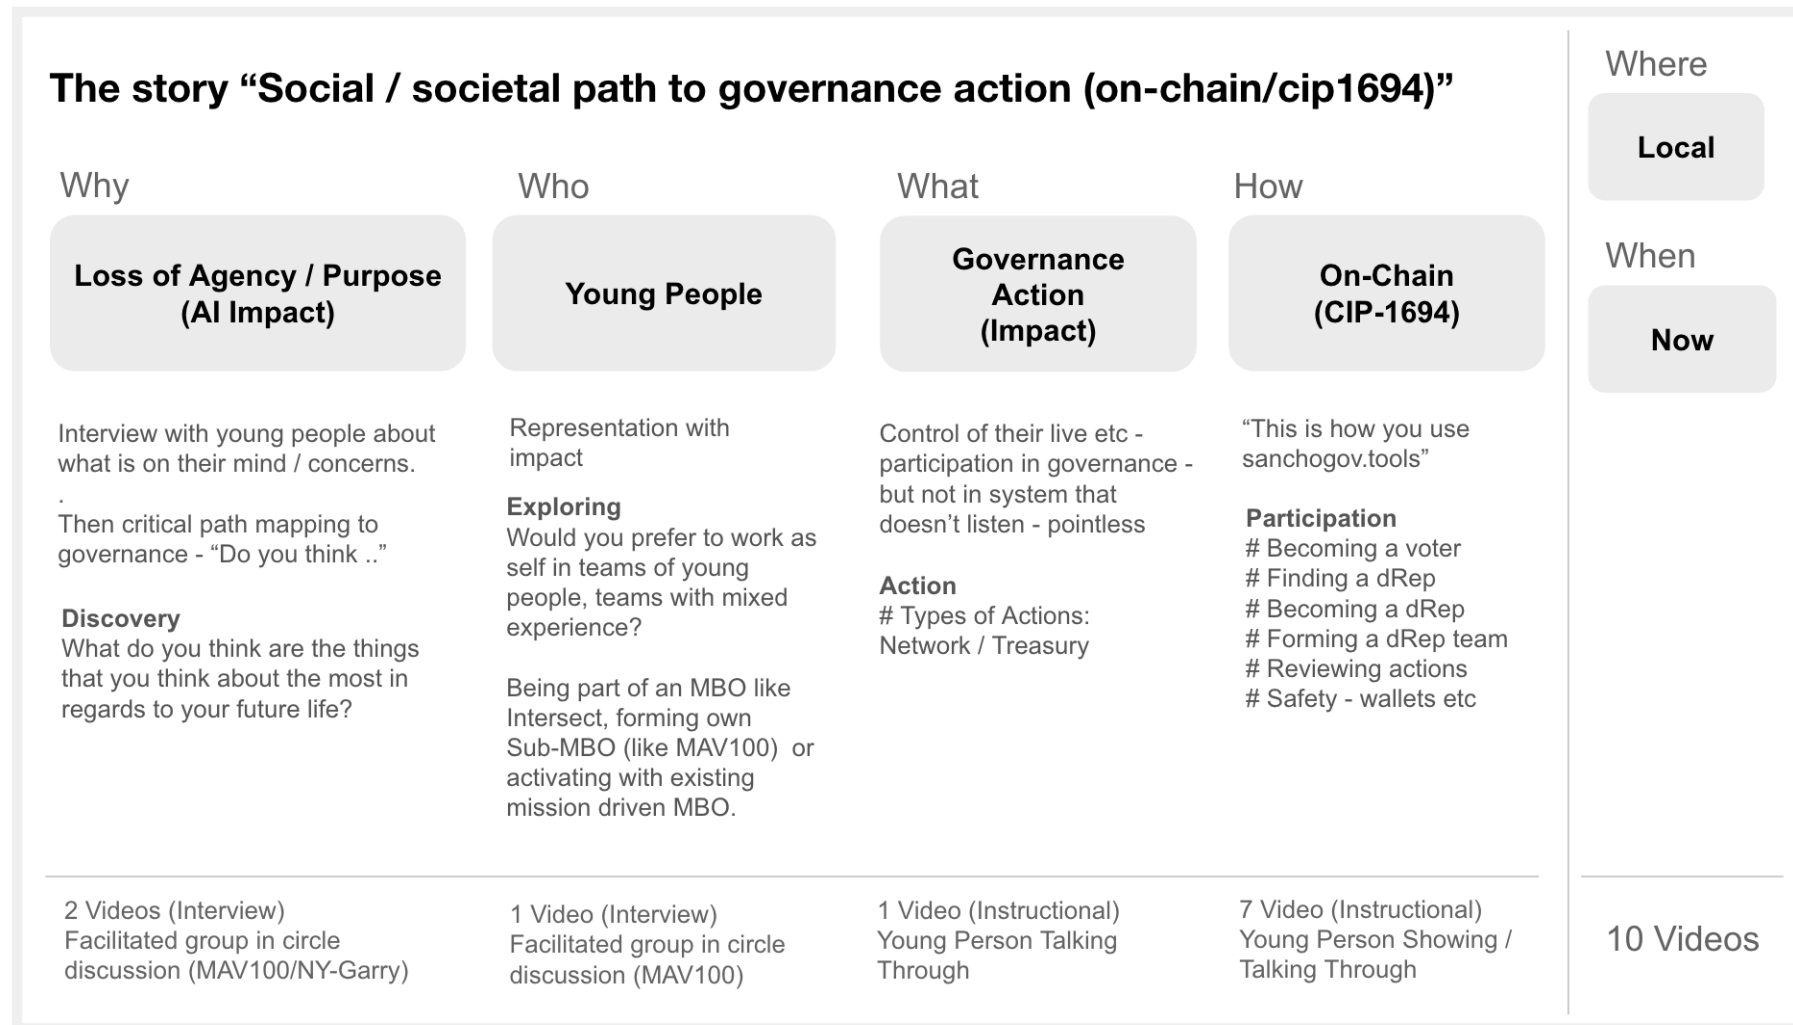 The story “Social / societal path to governance action (on-chain/cip1694)”
Why
Loss of Agency / Purpose
(AI Impact)
Interview with young people about
what is on their mind / concerns.
.
Then critical path mapping to
governance - “Do you think ..”
Discovery
What do you think are the things
that you think about the most in
regards to your future life?
2 Videos (Interview)
Facilitated group in circle
discussion (MAV100/NY-Garry)
Who
Young People
Representation with
impact
Exploring
Would you prefer to work as
self in teams of young
people, teams with mixed
experience?
Being part of an MBO like
Intersect, forming own
Sub-MBO (like MAV100)  or
activating with existing
mission driven MBO.
1 Video (Interview)
Facilitated group in circle
discussion (MAV100)
What
Governance
Action
(Impact)
Control of their live etc -
participation in governance -
but not in system that
doesn’t listen - pointless
Action
# Types of Actions:
Network / Treasury
1 Video (Instructional)
Young Person Talking
Through
How
On-Chain
(CIP-1694)
“This is how you use
sanchogov.tools”
Participation
# Becoming a voter
# Finding a dRep
# Becoming a dRep
# Forming a dRep team
# Reviewing actions
# Safety - wallets etc
7 Video (Instructional)
Young Person Showing /
Talking Through
Where
Local
When
Now
10 Videos